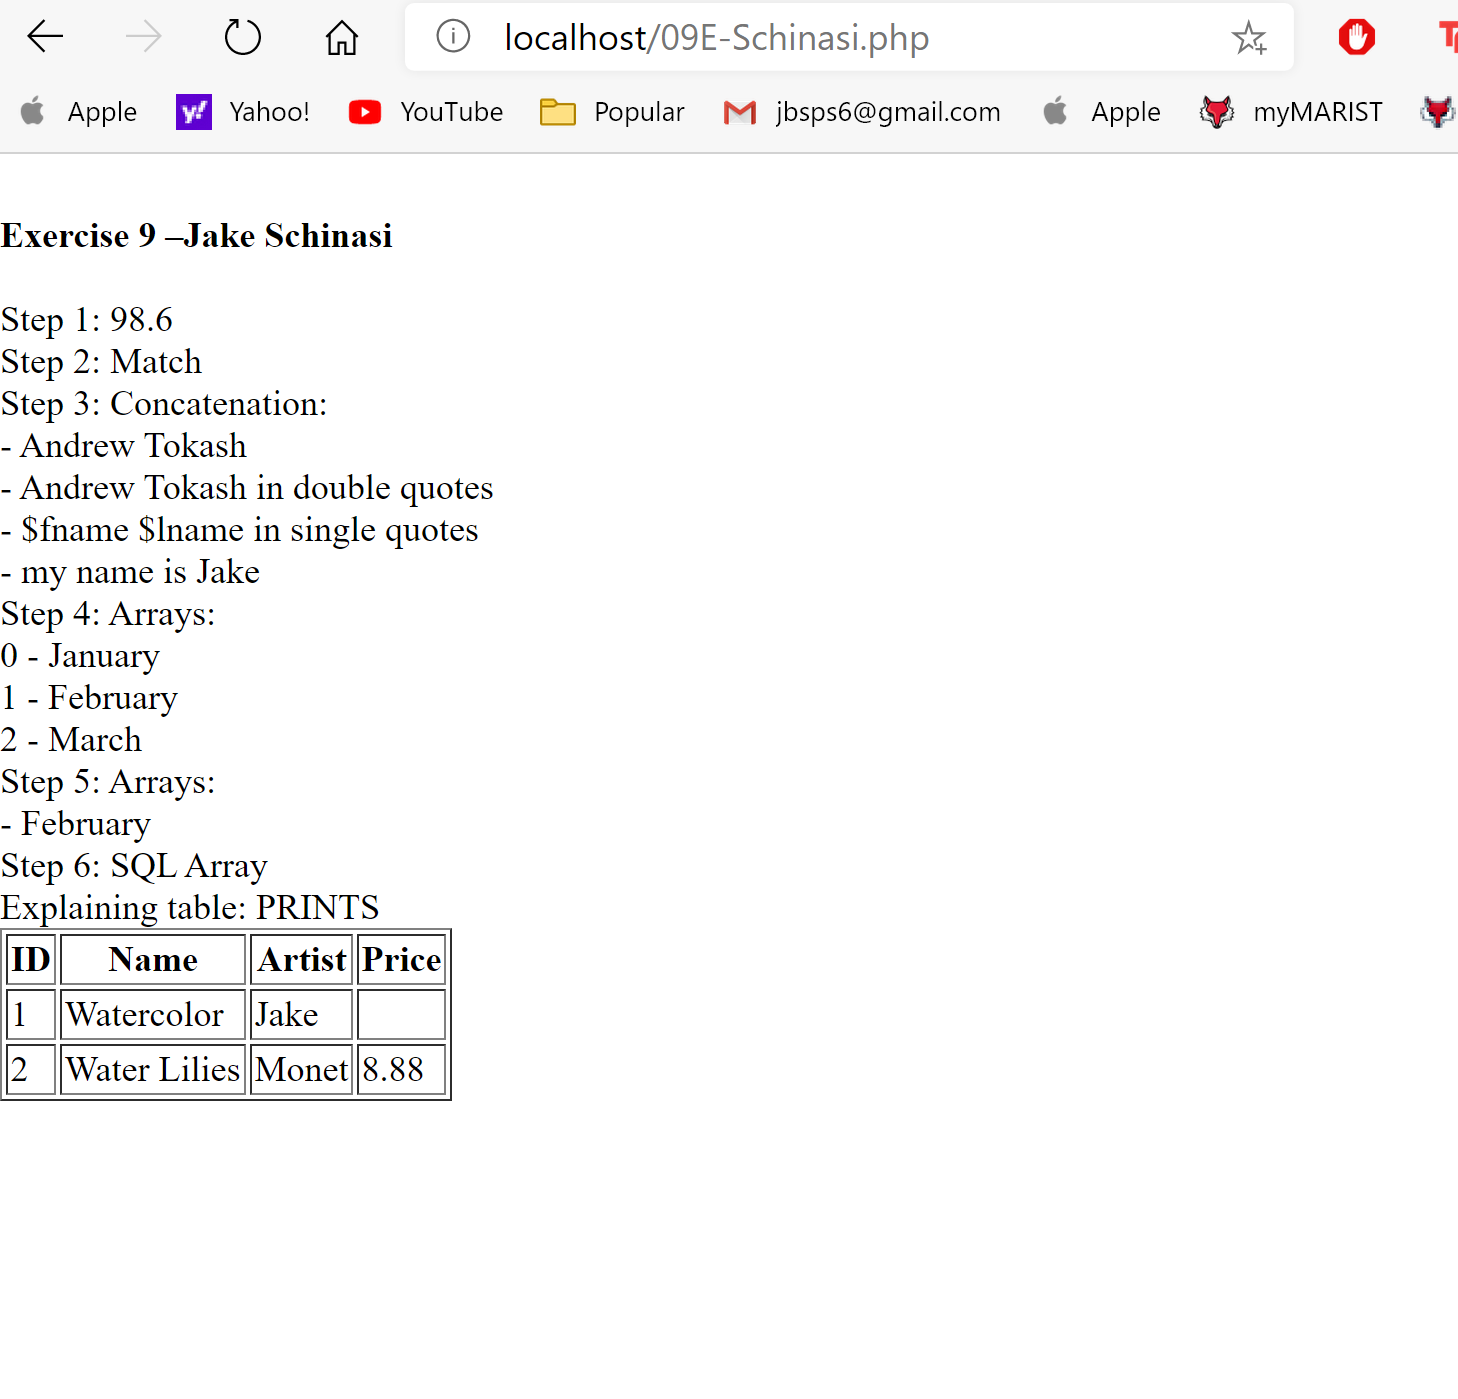 localhost/09E-Schinasi.php
Apple Yahoo! YouTube Popular jbsps6@gmail.com Apple myMARIST
Exercise 9 –Jake Schinasi
Step 1: 98.6
Step 2: Match
Step 3: Concatenation:
- Andrew Tokash
- Andrew Tokash in double quotes
- $fname $lname in single quotes
- my name is Jake
Step 4: Arrays:
0 - January
1 - February
2 - March
Step 5: Arrays:
- February
Step 6: SQL Array
Explaining table: PRINTS
ID Name Artist Price
1 Watercolor Jake
2 Water Lilies Monet 8.88